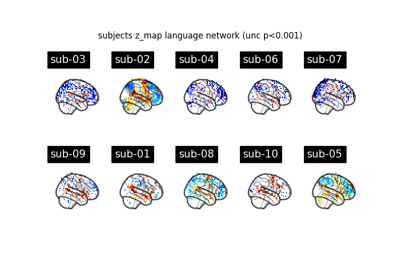 subjects z_map language network (unc p<0.001)
sub-03 sub-02 sub-04 sub-06 sub-07
sub-09 sub-01 sub-08 sub-10 sub-05